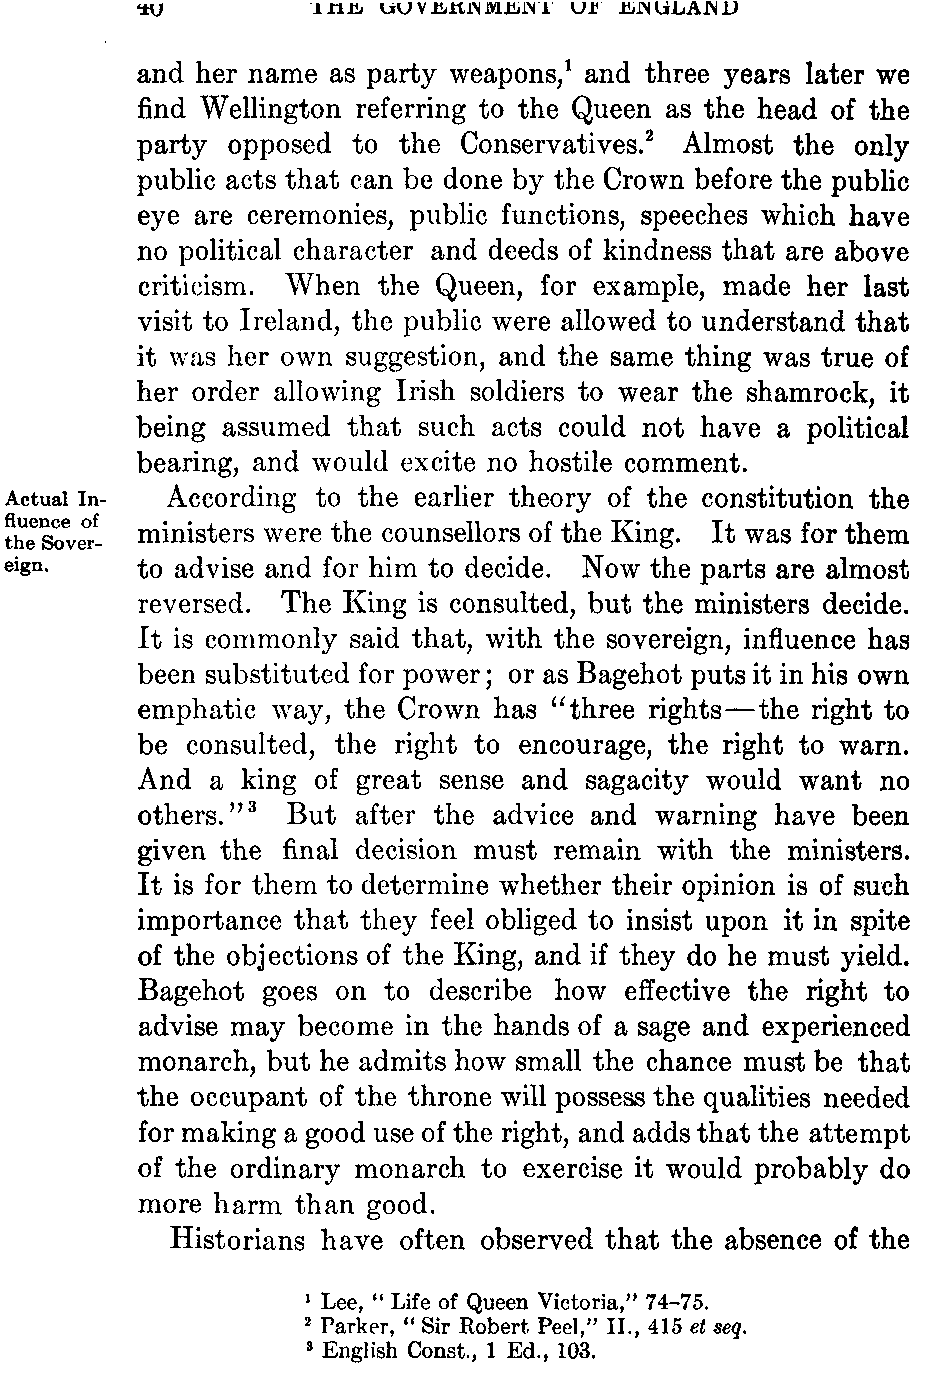 40 THE GOVERNMENT OF ENGLAND
and her name as party weapons,¹ and three years later we
find Wellington referring to the Queen as the head of the
party opposed to the Conservatives.² Almost the only
public acts that can be done by the Crown before the public
eye are ceremonies, public functions, speeches which have
no political character and deeds of kindness that are above
criticism. When the Queen, for example, made her last
visit to Ireland, the public were allowed to understand that
it was her own suggestion, and the same thing was true of
her order allowing Irish soldiers to wear the shamrock, it
being assumed that such acts could not have a political
bearing, and would excite no hostile comment.
Actual In-
fluence of
the Sover-
eign.
According to the earlier theory of the constitution the
ministers were the counsellors of the King. It was for them
to advise and for him to decide. Now the parts are almost
reversed. The King is consulted, but the ministers decide.
It is commonly said that, with the sovereign, influence has
been substituted for power; or as Bagehot puts it in his own
emphatic way, the Crown has "three rights—the right to
be consulted, the right to encourage, the right to warn.
And a king of great sense and sagacity would want no
others."³ But after the advice and warning have been
given the final decision must remain with the ministers.
It is for them to determine whether their opinion is of such
importance that they feel obliged to insist upon it in spite
of the objections of the King, and if they do he must yield.
Bagehot goes on to describe how effective the right to
advise may become in the hands of a sage and experienced
monarch, but he admits how small the chance must be that
the occupant of the throne will possess the qualities needed
for making a good use of the right, and adds that the attempt
of the ordinary monarch to exercise it would probably do
more harm than good.
Historians have often observed that the absence of the
¹ Lee, "Life of Queen Victoria," 74–75.
² Parker, "Sir Robert Peel," II., 415 et seq.
³ English Const., 1 Ed., 103.